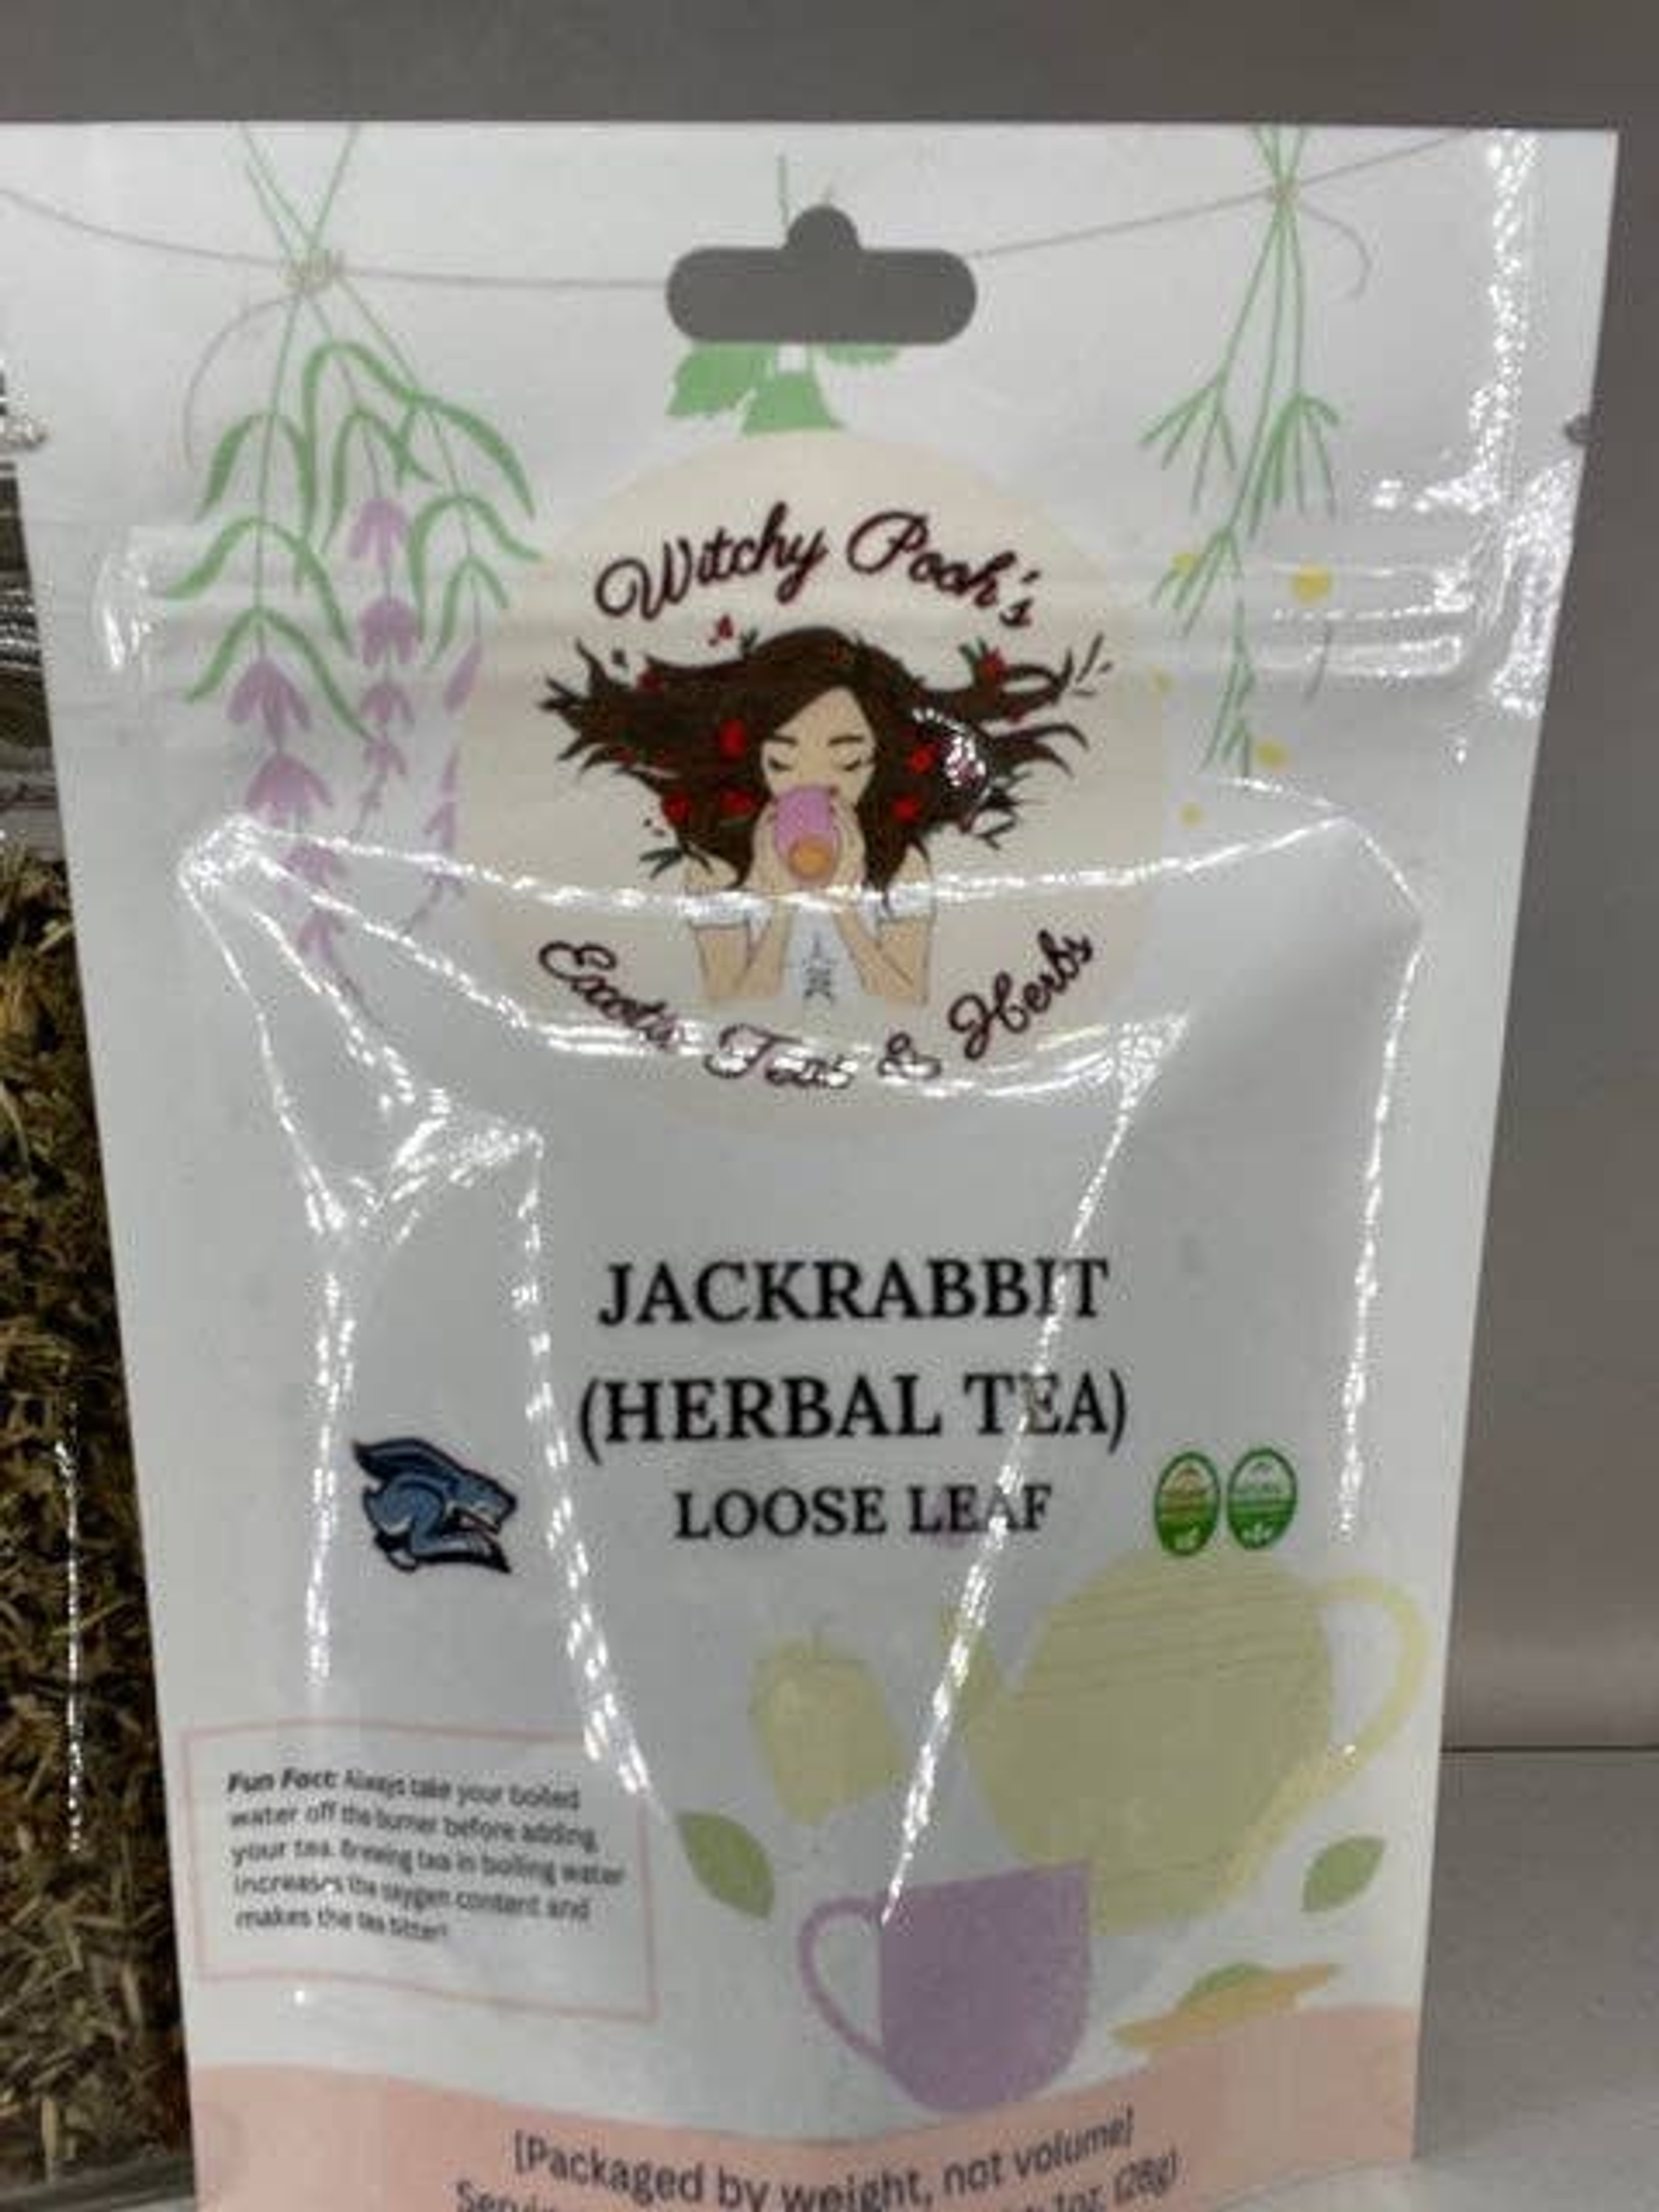 Witchy Pooh's
Exotic Teas & Herbs
JACKRABBIT
(HERBAL TEA)
LOOSE LEAF
Fun Fact: Always take your boiled
water off the burner before adding
your tea. Brewing tea in boiling water
increases the oxygen content and
makes the tea bitter!
[Packaged by weight, not volume]
1oz. (28g)